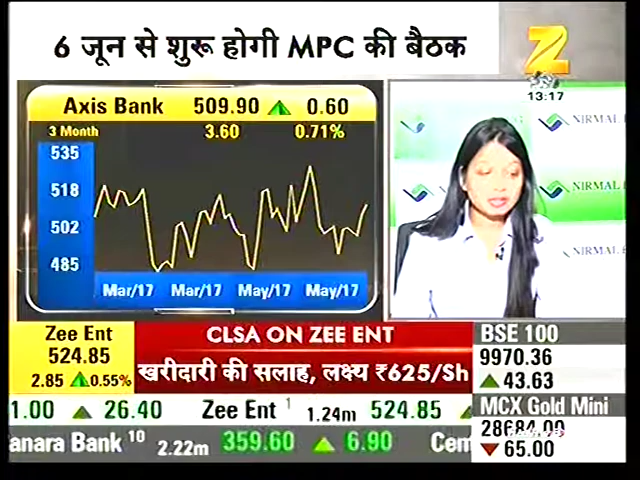 6 जून से शुरू होगी MPC की बैठक
13:17
Axis Bank 509.90 0.60
3 Month 3.60 0.71%
535
518
502
485
Mar/17 Mar/17 May/17 May/17
NIRMAL
NIRMAL
NIRMAL
Zee Ent
524.85
2.85 0.55%
CLSA ON ZEE ENT
खरीदारी की सलाह, लक्ष्य ₹625/Sh
BSE 100
9970.36
43.63
MCX Gold Mini
28684.00
65.00
1.00 26.40 Zee Ent 1 1.24m 524.85
anara Bank 10 2.22m 359.60 6.90 Cem